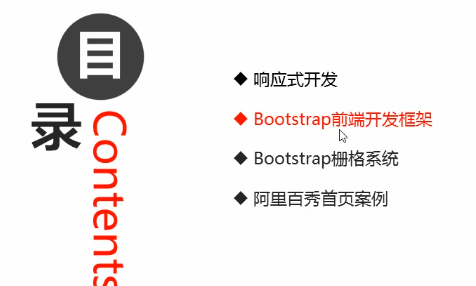 目
录
Contents
◆ 响应式开发
◆ Bootstrap前端开发框架
◆ Bootstrap栅格系统
◆ 阿里百秀首页案例